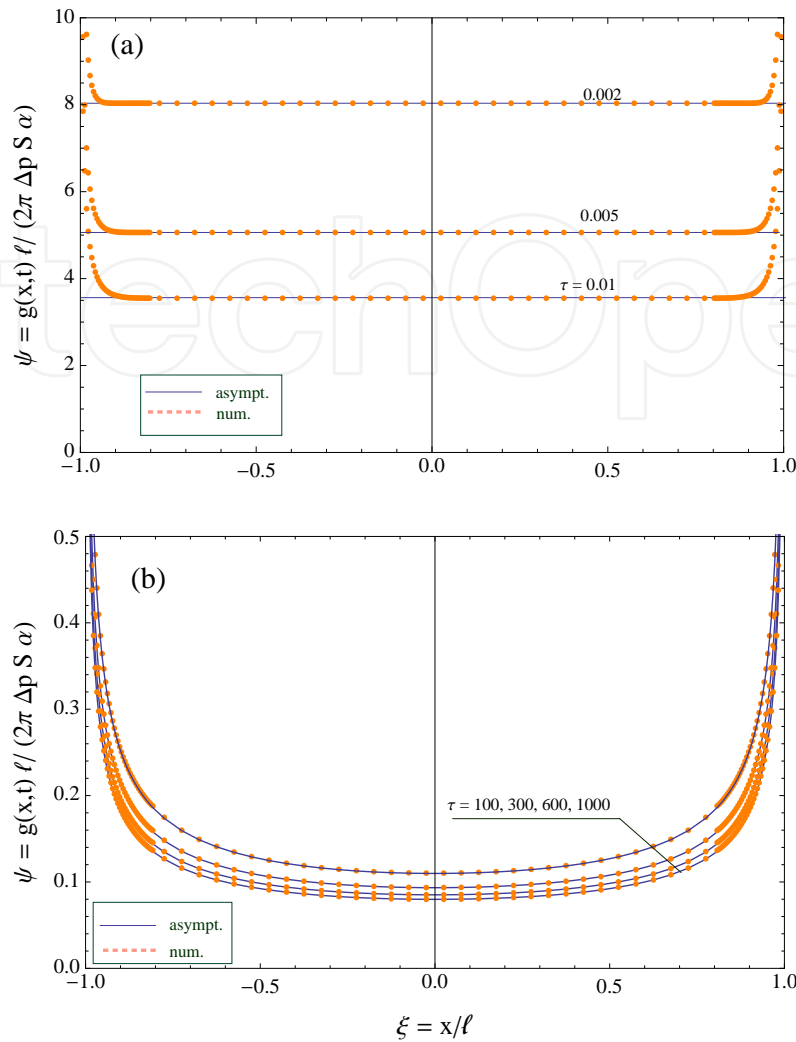 (a)
ψ = g(x,t) ℓ / (2π Δp S α)
10
8
6
4
2
0
0.002
0.005
τ = 0.01
asympt.
num.
−1.0 −0.5 0.0 0.5 1.0
techOpe
(b)
ψ = g(x,t) ℓ / (2π Δp S α)
0.5
0.4
0.3
0.2
0.1
0.0
τ = 100, 300, 600, 1000
asympt.
num.
−1.0 −0.5 0.0 0.5 1.0
ξ = x/ℓ